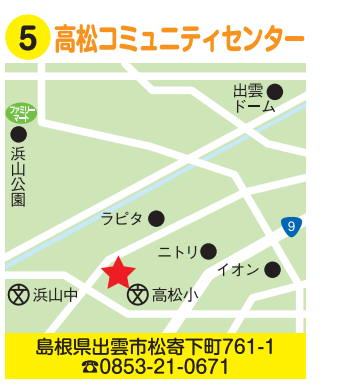 5 高松コミュニティセンター
出雲
ドーム
ファミリー
マート
浜山公園
ラピタ
9
ニトリ
イオン
文 浜山中
文 高松小
島根県出雲市松寄下町761-1
☎0853-21-0671